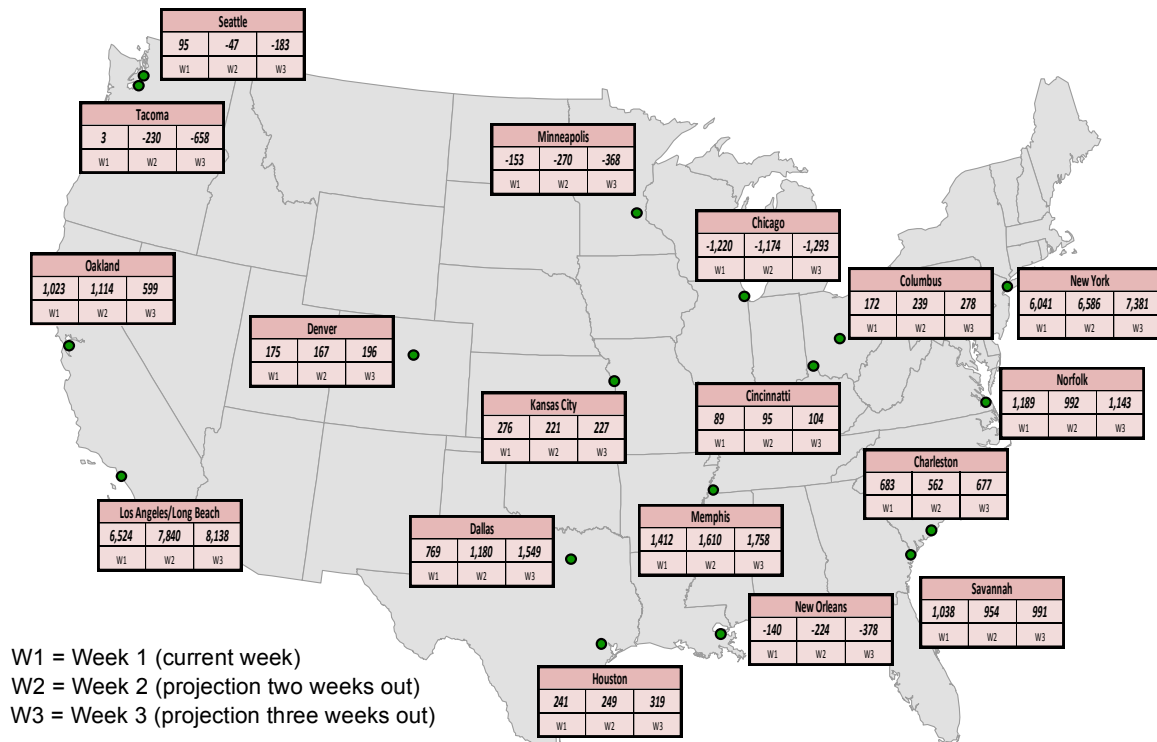 Seattle
95 -47 -183
W1 W2 W3
Tacoma
3 -230 -658
W1 W2 W3
Minneapolis
-153 -270 -368
W1 W2 W3
Chicago
-1,220 -1,174 -1,293
W1 W2 W3
Oakland
1,023 1,114 599
W1 W2 W3
Columbus
172 239 278
W1 W2 W3
New York
6,041 6,586 7,381
W1 W2 W3
Denver
175 167 196
W1 W2 W3
Norfolk
1,189 992 1,143
W1 W2 W3
Kansas City
276 221 227
W1 W2 W3
Cincinnatti
89 95 104
W1 W2 W3
Charleston
683 562 677
W1 W2 W3
Los Angeles/Long Beach
6,524 7,840 8,138
W1 W2 W3
Dallas
769 1,180 1,549
W1 W2 W3
Memphis
1,412 1,610 1,758
W1 W2 W3
Savannah
1,038 954 991
W1 W2 W3
New Orleans
-140 -224 -378
W1 W2 W3
Houston
241 249 319
W1 W2 W3
W1 = Week 1 (current week)
W2 = Week 2 (projection two weeks out)
W3 = Week 3 (projection three weeks out)